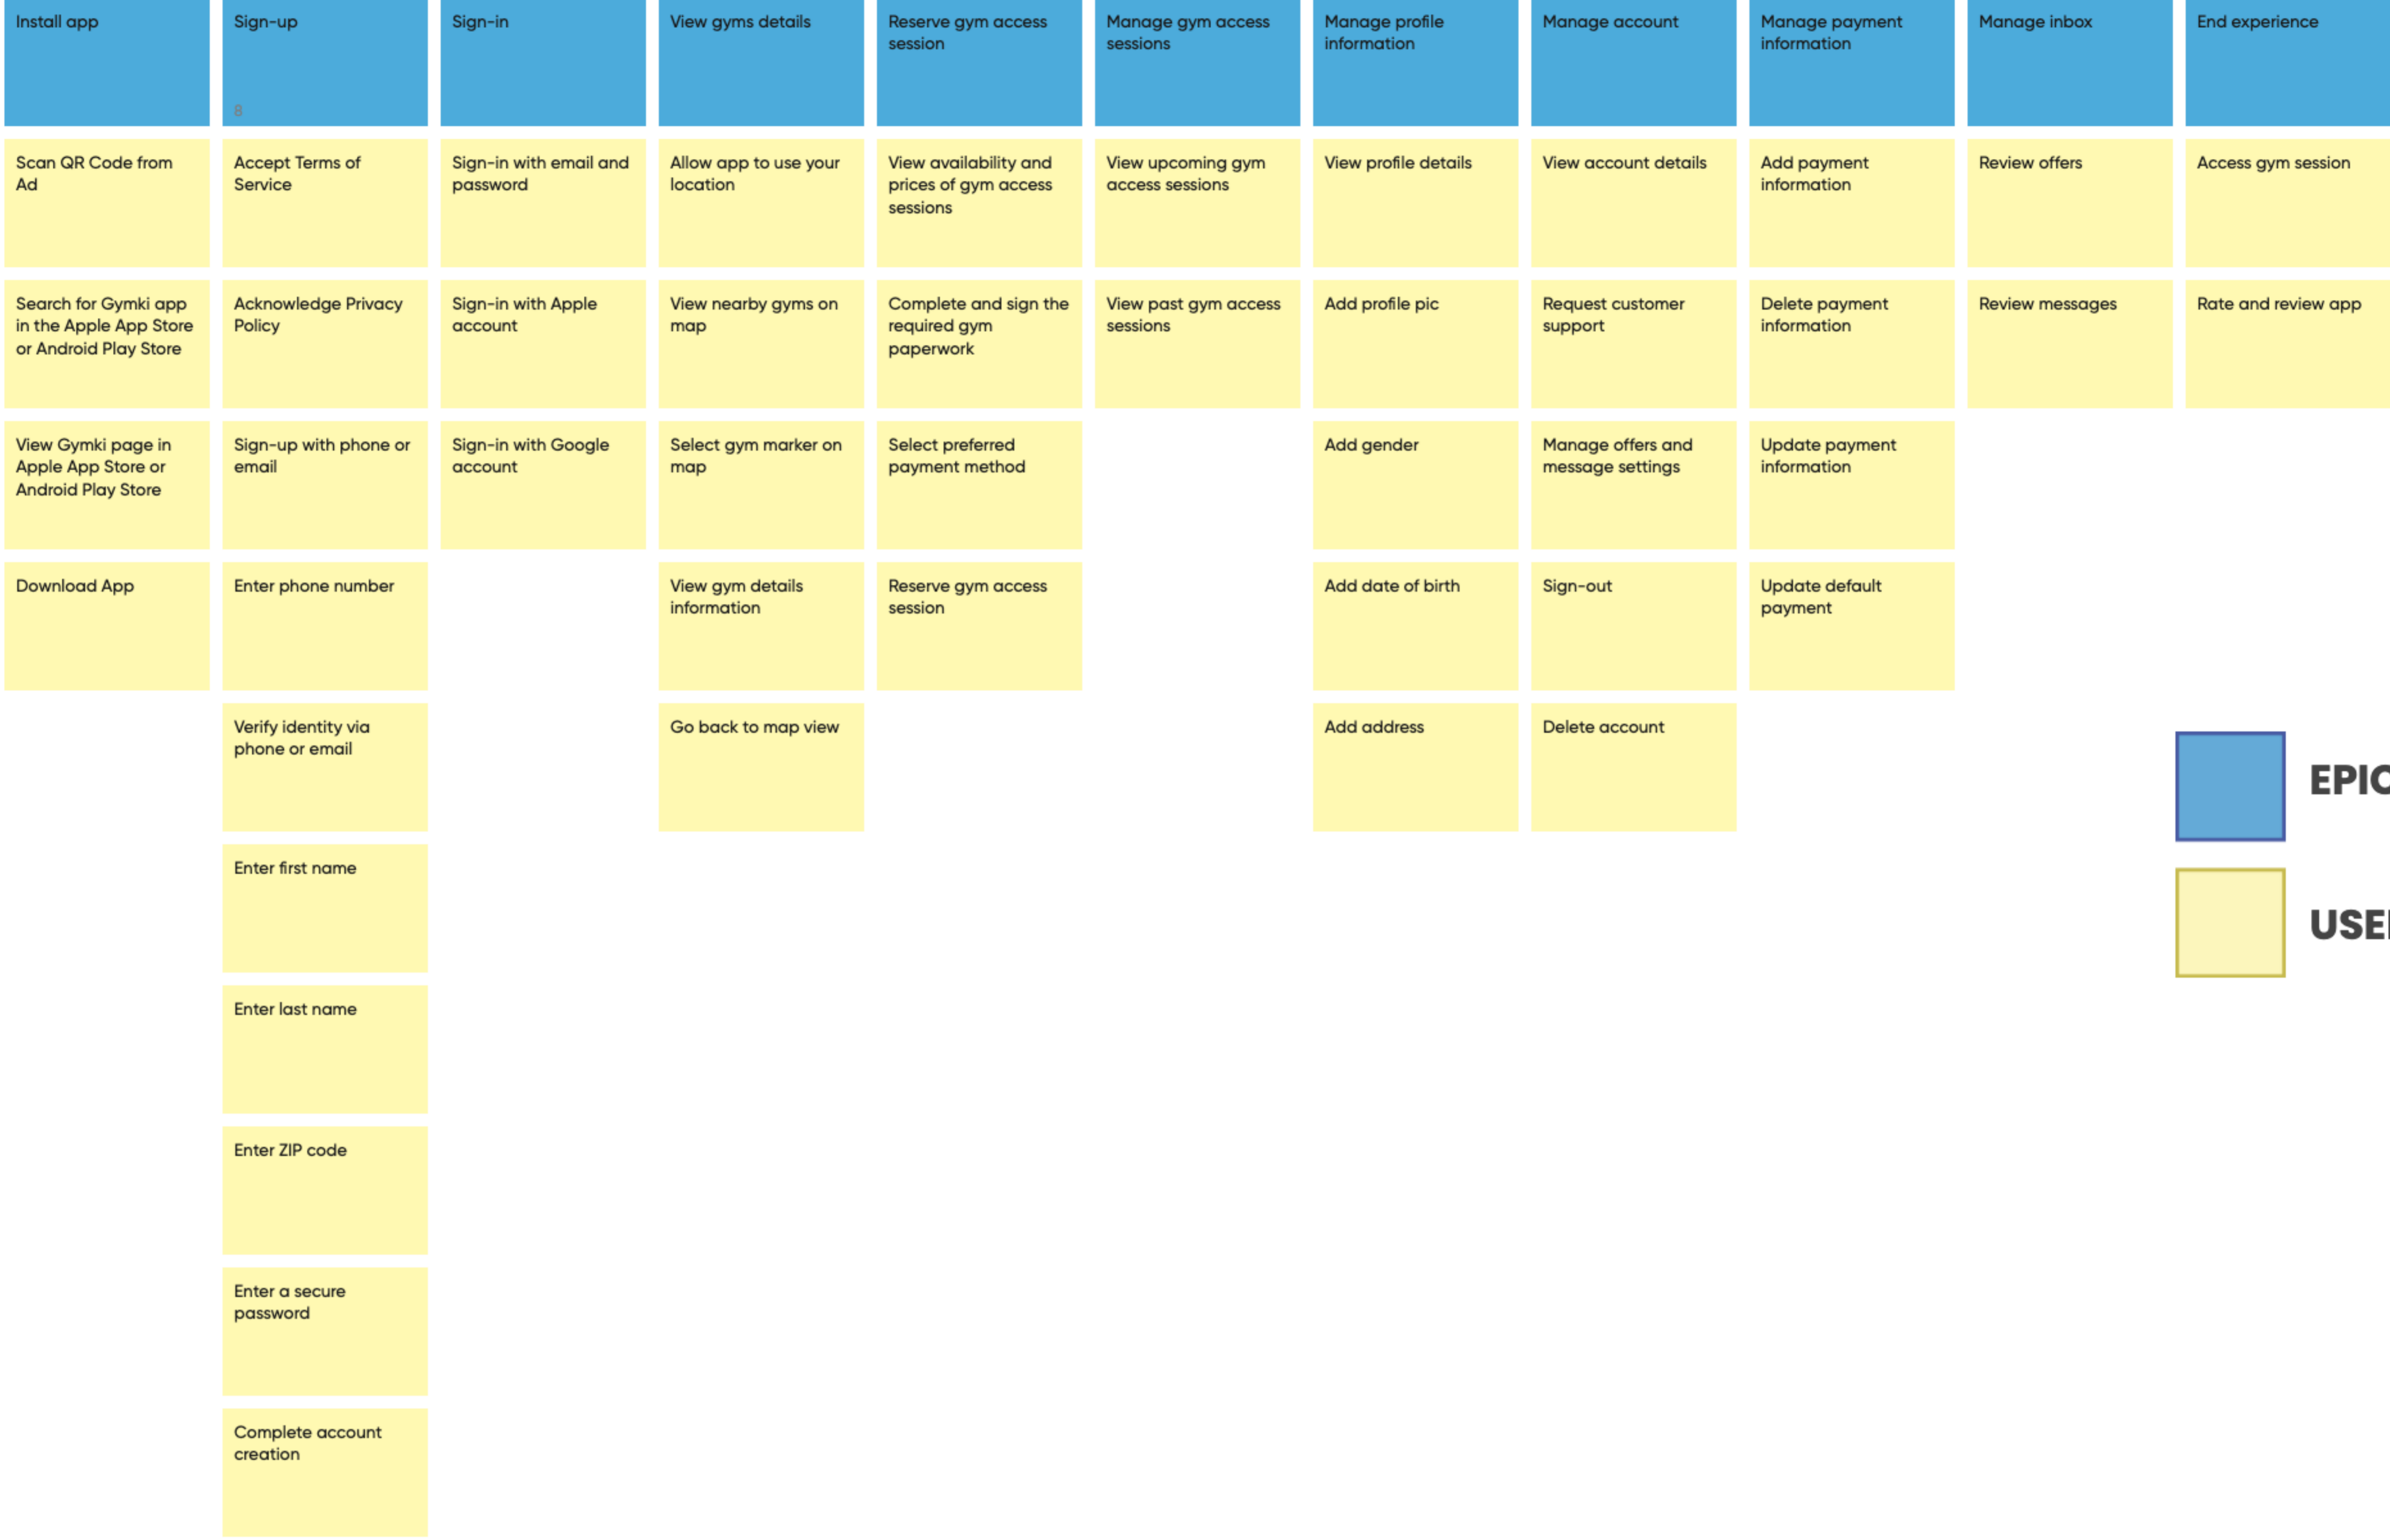 Install app
Sign-up
8
Sign-in
View gyms details
Reserve gym access
session
Manage gym access
sessions
Manage profile
information
Manage account
Manage payment
information
Manage inbox
End experience
Scan QR Code from
Ad
Accept Terms of
Service
Sign-in with email and
password
Allow app to use your
location
View availability and
prices of gym access
sessions
View upcoming gym
access sessions
View profile details
View account details
Add payment
information
Review offers
Access gym session
Search for Gymki app
in the Apple App Store
or Android Play Store
Acknowledge Privacy
Policy
Sign-in with Apple
account
View nearby gyms on
map
Complete and sign the
required gym
paperwork
View past gym access
sessions
Add profile pic
Request customer
support
Delete payment
information
Review messages
Rate and review app
View Gymki page in
Apple App Store or
Android Play Store
Sign-up with phone or
email
Sign-in with Google
account
Select gym marker on
map
Select preferred
payment method
Add gender
Manage offers and
message settings
Update payment
information
Download App
Enter phone number
View gym details
information
Reserve gym access
session
Add date of birth
Sign-out
Update default
payment
Verify identity via
phone or email
Go back to map view
Add address
Delete account
EPIC
Enter first name
USER
Enter last name
Enter ZIP code
Enter a secure
password
Complete account
creation